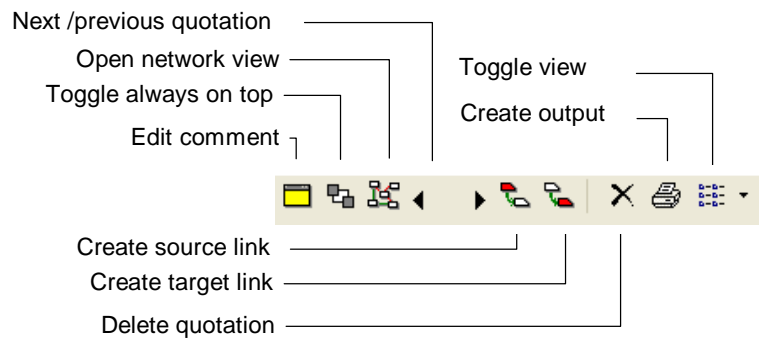 Next /previous quotation
Open network view
Toggle view
Toggle always on top
Create output
Edit comment
Create source link
Create target link
Delete quotation